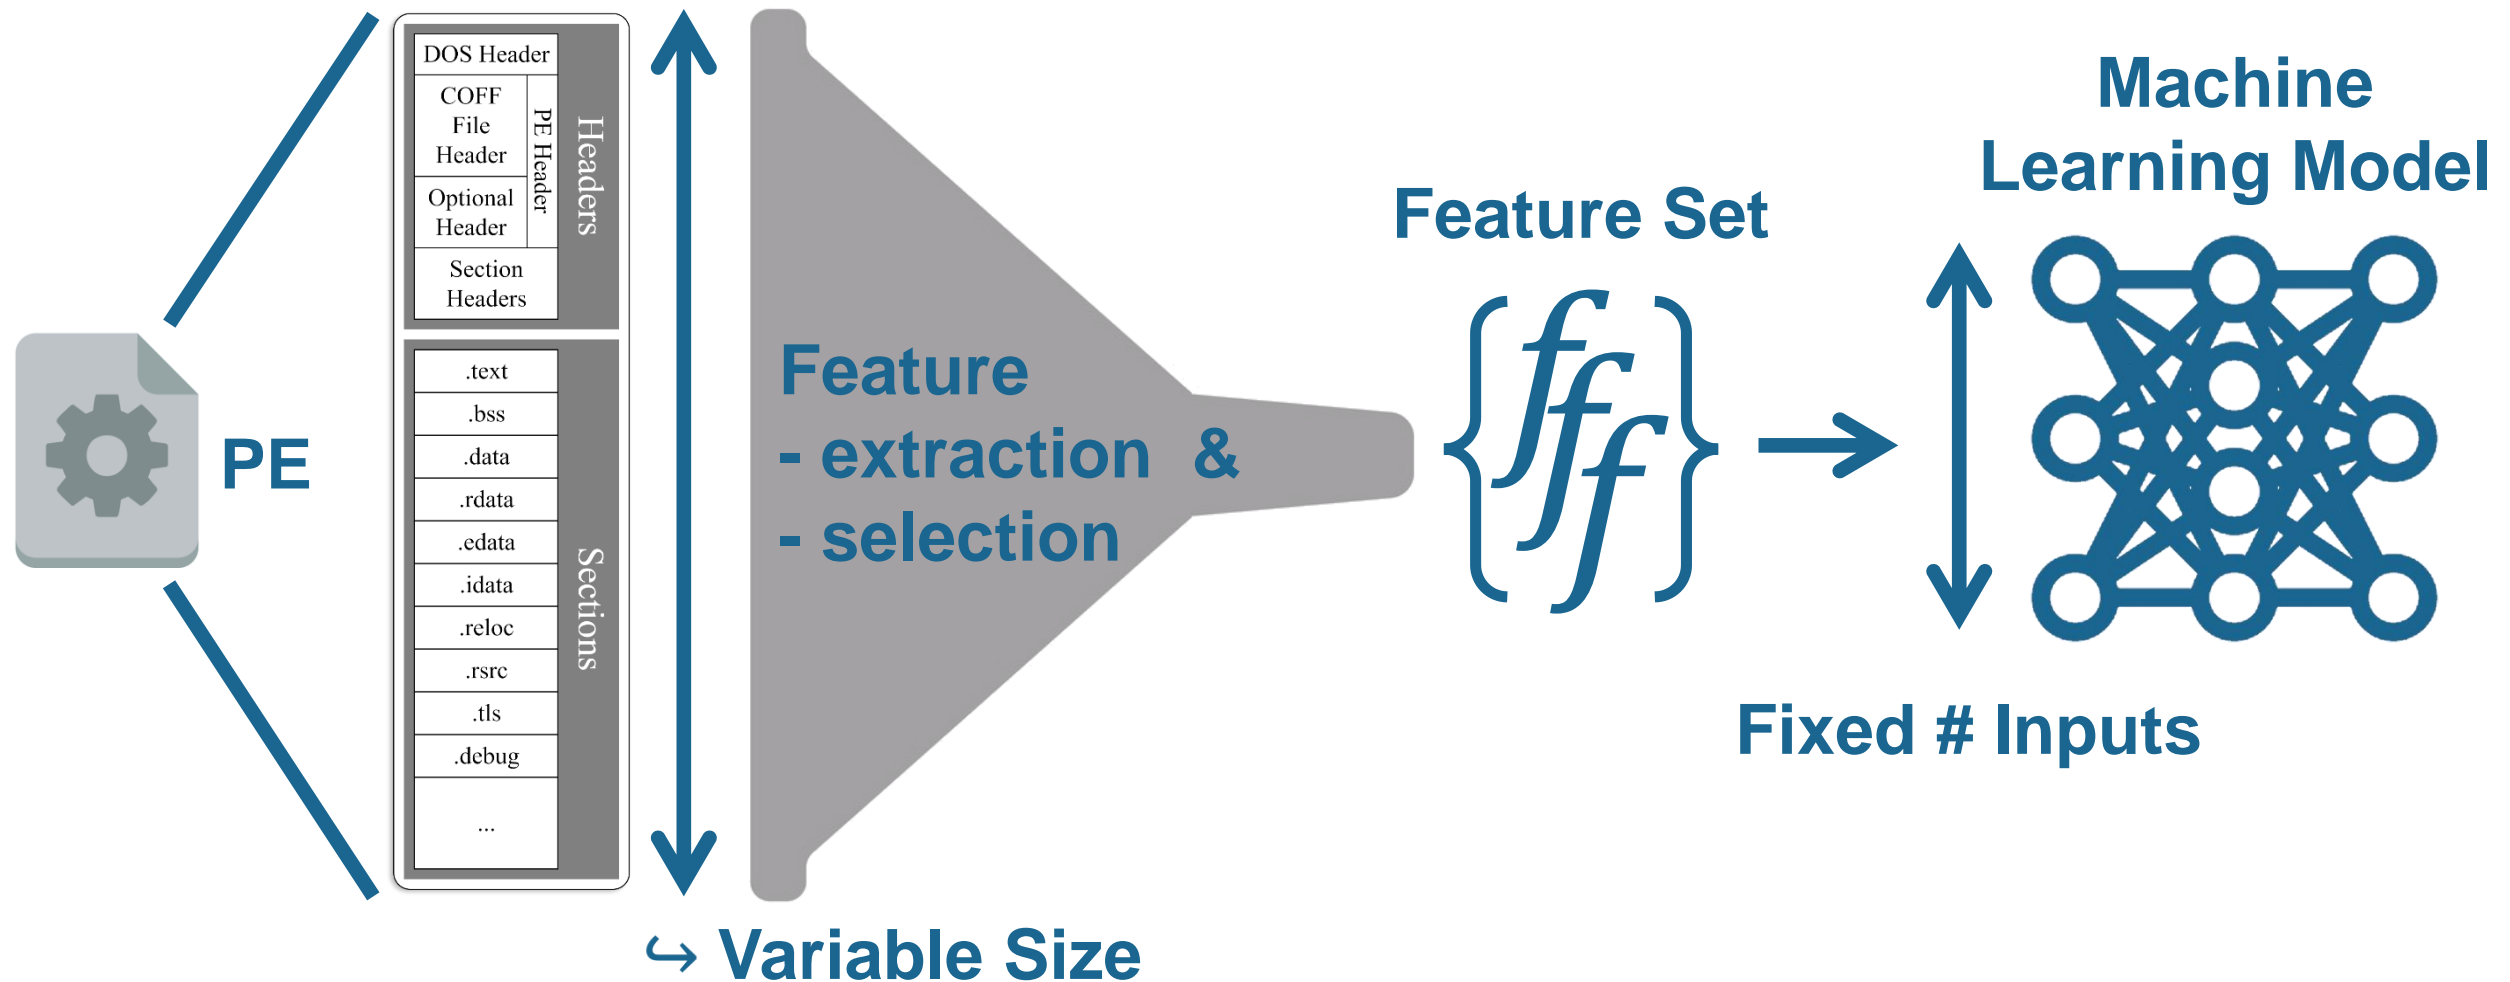 PE
DOS Header
COFF
File
Header
Optional
Header
PE Header
Section
Headers
Headers
.text
.bss
.data
.rdata
.edata
.idata
.reloc
.rsrc
.tls
.debug
...
Sections
↪ Variable Size
Feature
- extraction &
- selection
Feature Set
{ f f f }
Machine
Learning Model
Fixed # Inputs